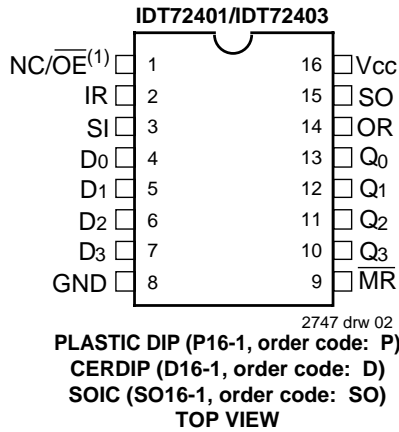 IDT72401/IDT72403
NC/OE(1) 1 16 Vcc
IR 2 15 SO
SI 3 14 OR
D0 4 13 Q0
D1 5 12 Q1
D2 6 11 Q2
D3 7 10 Q3
GND 8 9 MR
2747 drw 02
PLASTIC DIP (P16-1, order code: P)
CERDIP (D16-1, order code: D)
SOIC (SO16-1, order code: SO)
TOP VIEW